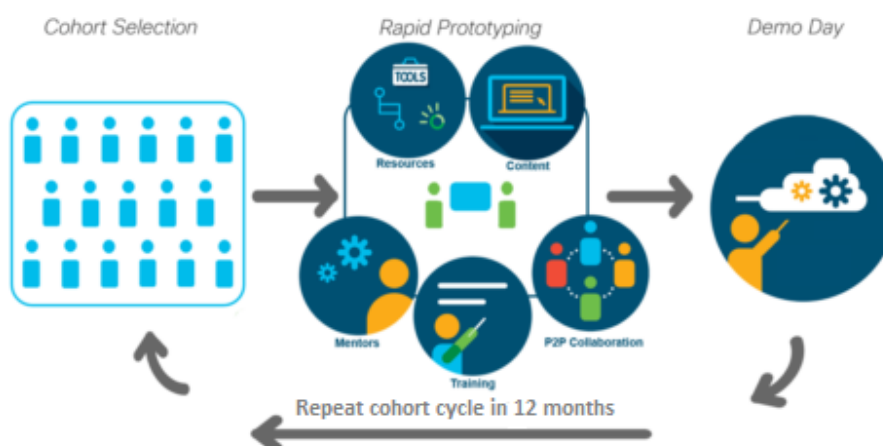 Cohort Selection
Rapid Prototyping
Demo Day
TOOLS
Resources
Content
Mentors
Training
P2P Collaboration
Repeat cohort cycle in 12 months